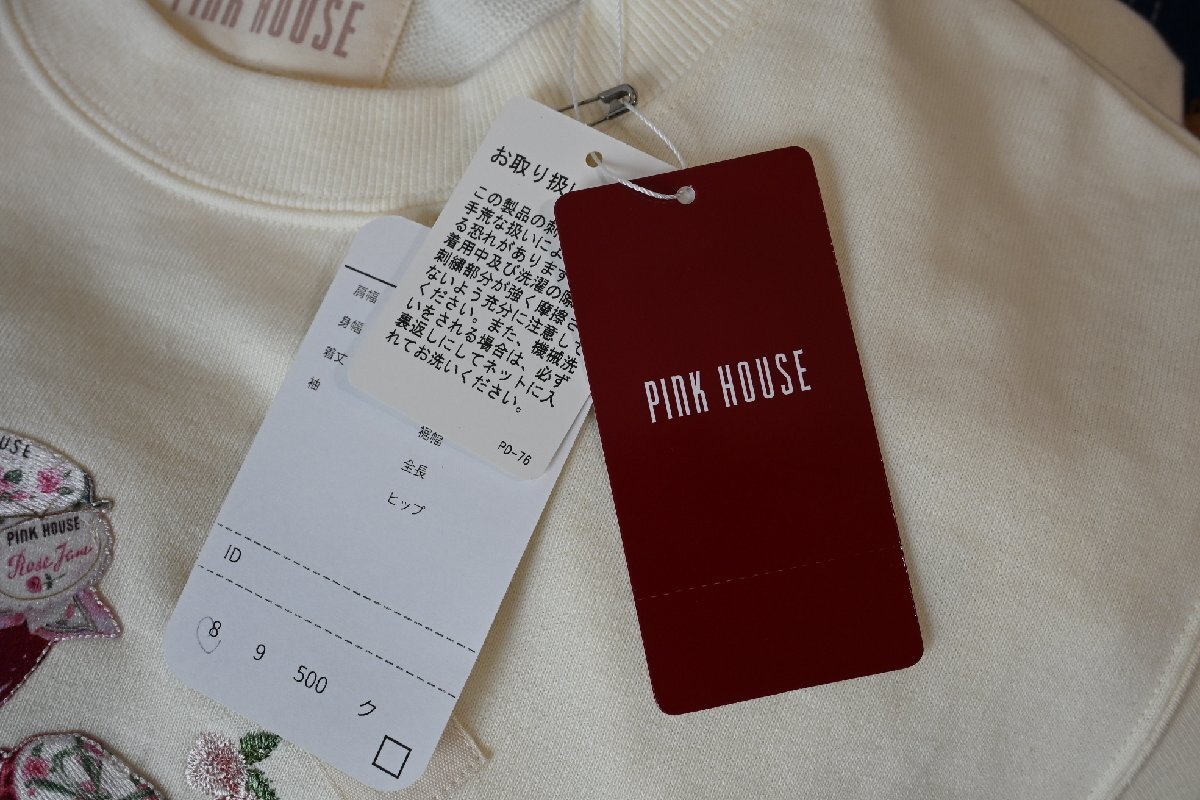 PINK HOUSE
お取り扱い
この製品の刺
手荒な扱いによ
る恐れがあります
着用中及び洗濯の際
刺繍部分が強く摩擦さ
ないよう充分に注意して
ください。また、機械洗
いをされる場合は、必ず
裏返しにしてネットに入
れてお洗いください。
PD-76
PINK HOUSE
肩幅
身幅
着丈
袖
裾幅
全長
ヒップ
ID
8 9 500 ク
USE
PINK HOUSE
Rose Jam